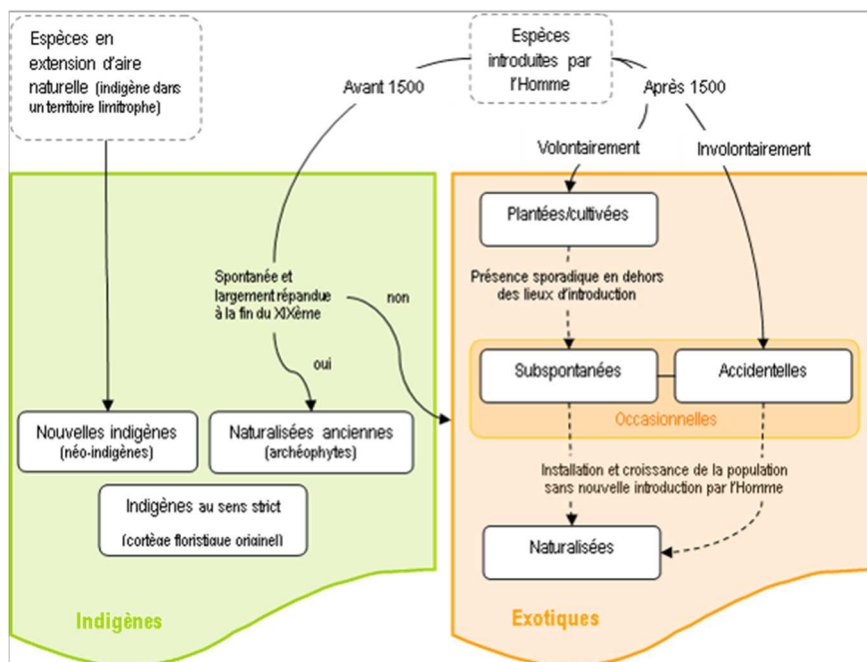 Espèces en
extension d'aire
naturelle (indigène dans
un territoire limitrophe)
Espèces
introduites par
l'Homme
Avant 1500
Après 1500
Volontairement
Involontairement
Plantées/cultivées
Présence sporadique en dehors
des lieux d'introduction
Spontanée et
largement répandue
à la fin du XIXème
non
oui
Subspontanées
Accidentelles
Occasionnelles
Nouvelles indigènes
(néo-indigènes)
Naturalisées anciennes
(archéophytes)
Indigènes au sens strict
(cortège floristique originel)
Installation et croissance de la population
sans nouvelle introduction par l'Homme
Naturalisées
Indigènes
Exotiques